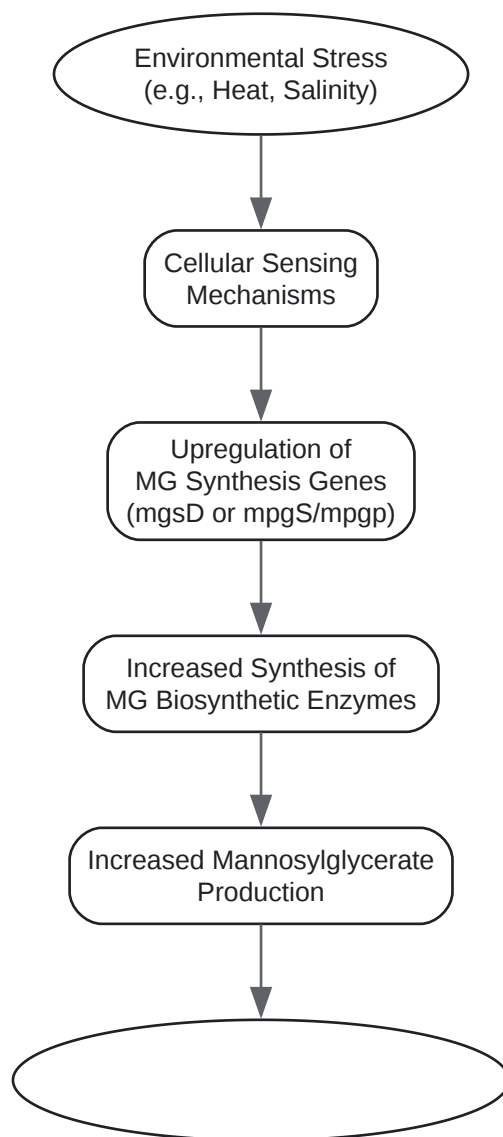 Environmental Stress
(e.g., Heat, Salinity)
Cellular Sensing
Mechanisms
Upregulation of
MG Synthesis Genes
(mgsD or mpgS/mpgp)
Increased Synthesis of
MG Biosynthetic Enzymes
Increased Mannosylglycerate
Production